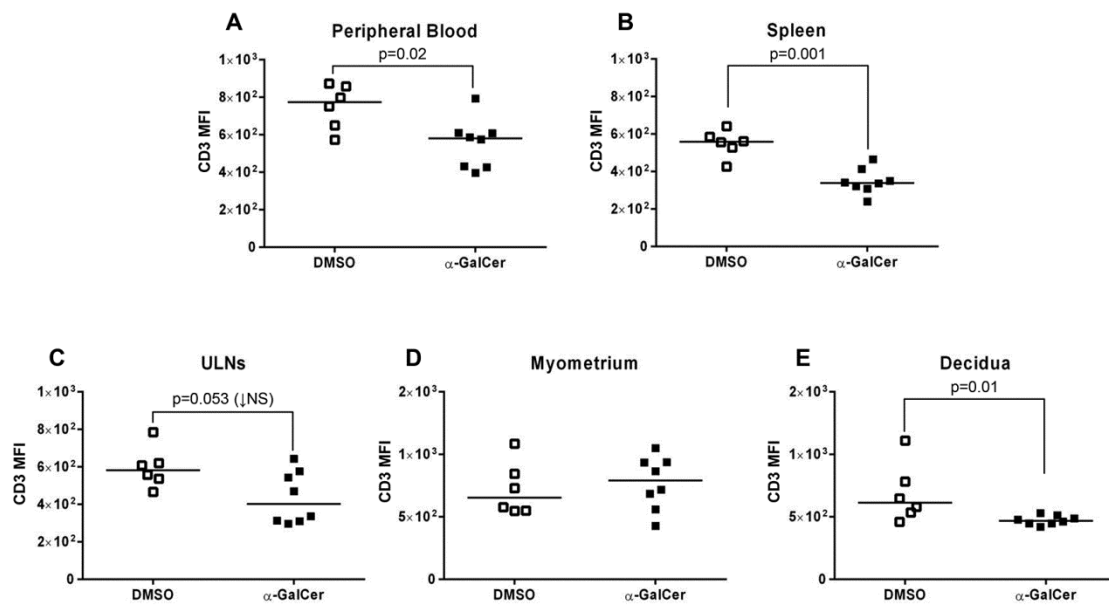 A
Peripheral Blood
p=0.02
CD3 MFI
1×10³
8×10²
6×10²
4×10²
2×10²
0
DMSO
α-GalCer
B
Spleen
p=0.001
CD3 MFI
1×10³
8×10²
6×10²
4×10²
2×10²
0
DMSO
α-GalCer
C
ULNs
p=0.053 (↓NS)
CD3 MFI
1×10³
8×10²
6×10²
4×10²
2×10²
0
DMSO
α-GalCer
D
Myometrium
CD3 MFI
2×10³
1×10³
5×10²
0
DMSO
α-GalCer
E
Decidua
p=0.01
CD3 MFI
2×10³
1×10³
5×10²
0
DMSO
α-GalCer